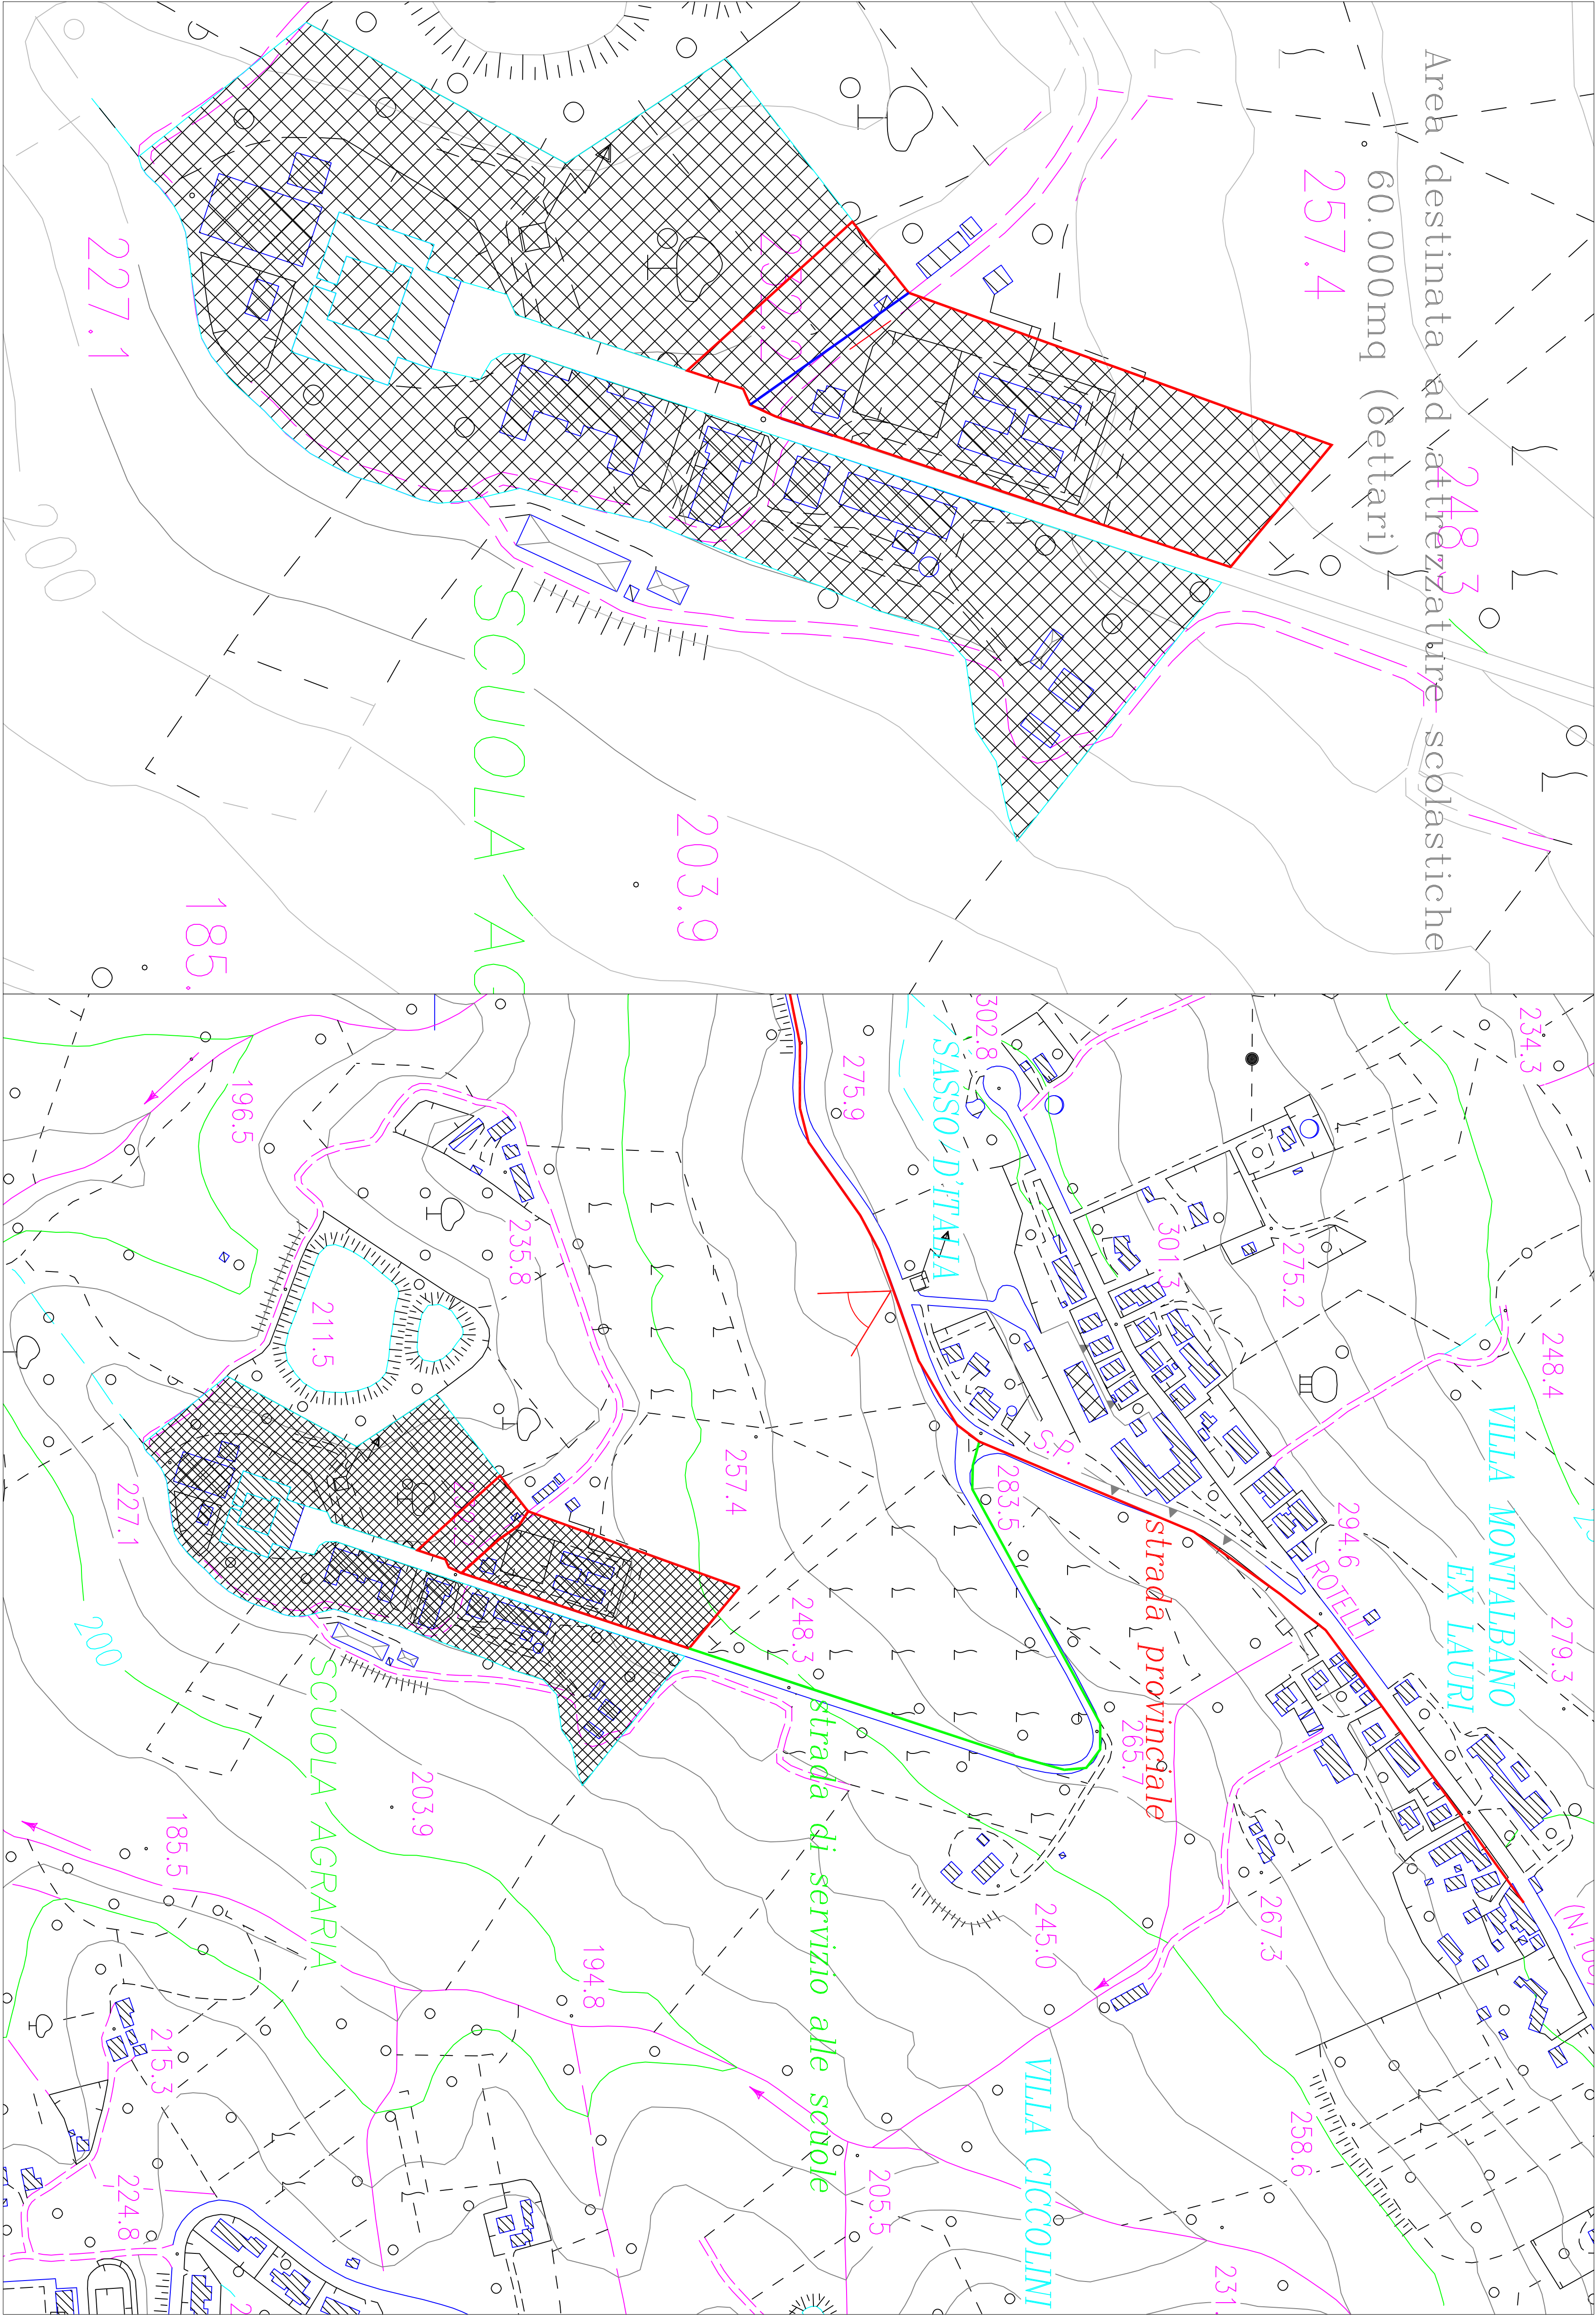 Area destinata ad attrezzature scolastiche
60.000mq (6ettari)
248.3
257.4
232.2
227.1
SCUOLA AG
203.9
185.
234.3
302.8
SASSO D'ITALIA
275.9
196.5
301.3
275.2
248.4
235.8
211.5
VILLA MONTALBANO
EX LAURI
S.P.
283.5
294.6
ROTELLI
257.4
227.1
279.3
strada provinciale
248.3
265.7
200
SCUOLA AGRARIA
strada di servizio alle scuole
203.9
185.5
267.3
245.0
194.8
215.3
VILLA CICCOLINI
258.6
205.5
224.8
231.